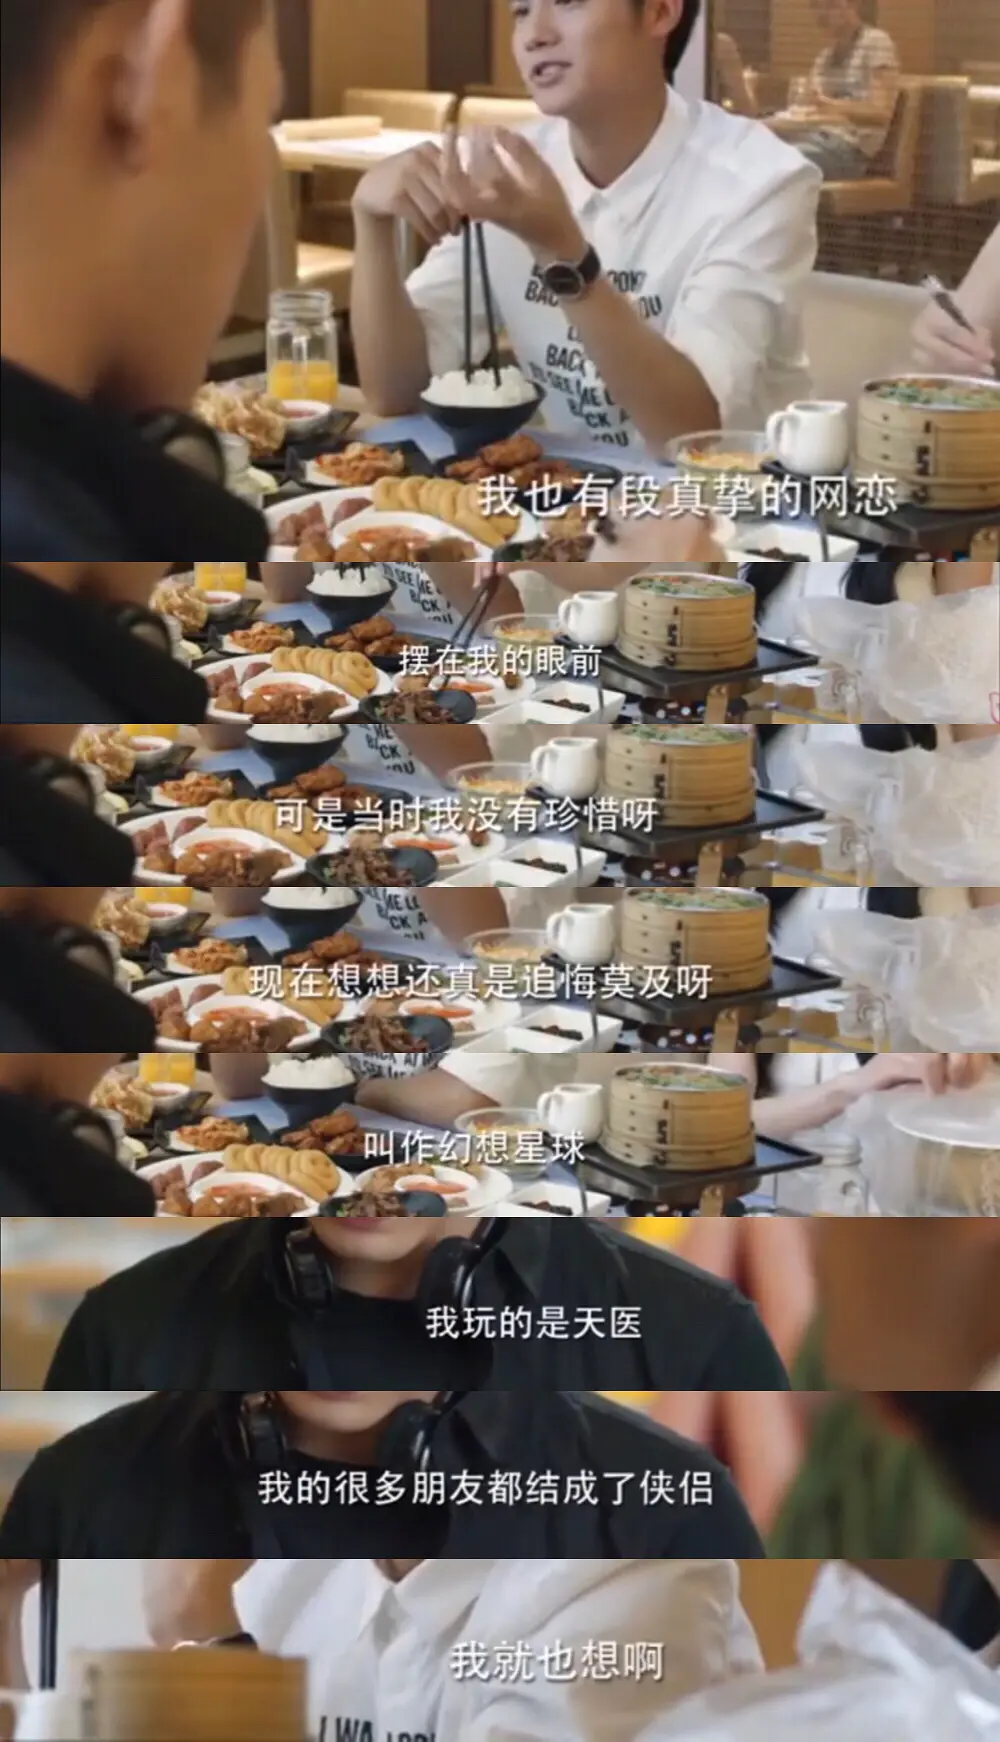 我也有段真挚的网恋
摆在我的眼前
可是当时我没有珍惜呀
现在想想还真是追悔莫及呀
叫作幻想星球
我玩的是天医
我的很多朋友都结成了侠侣
我就也想啊